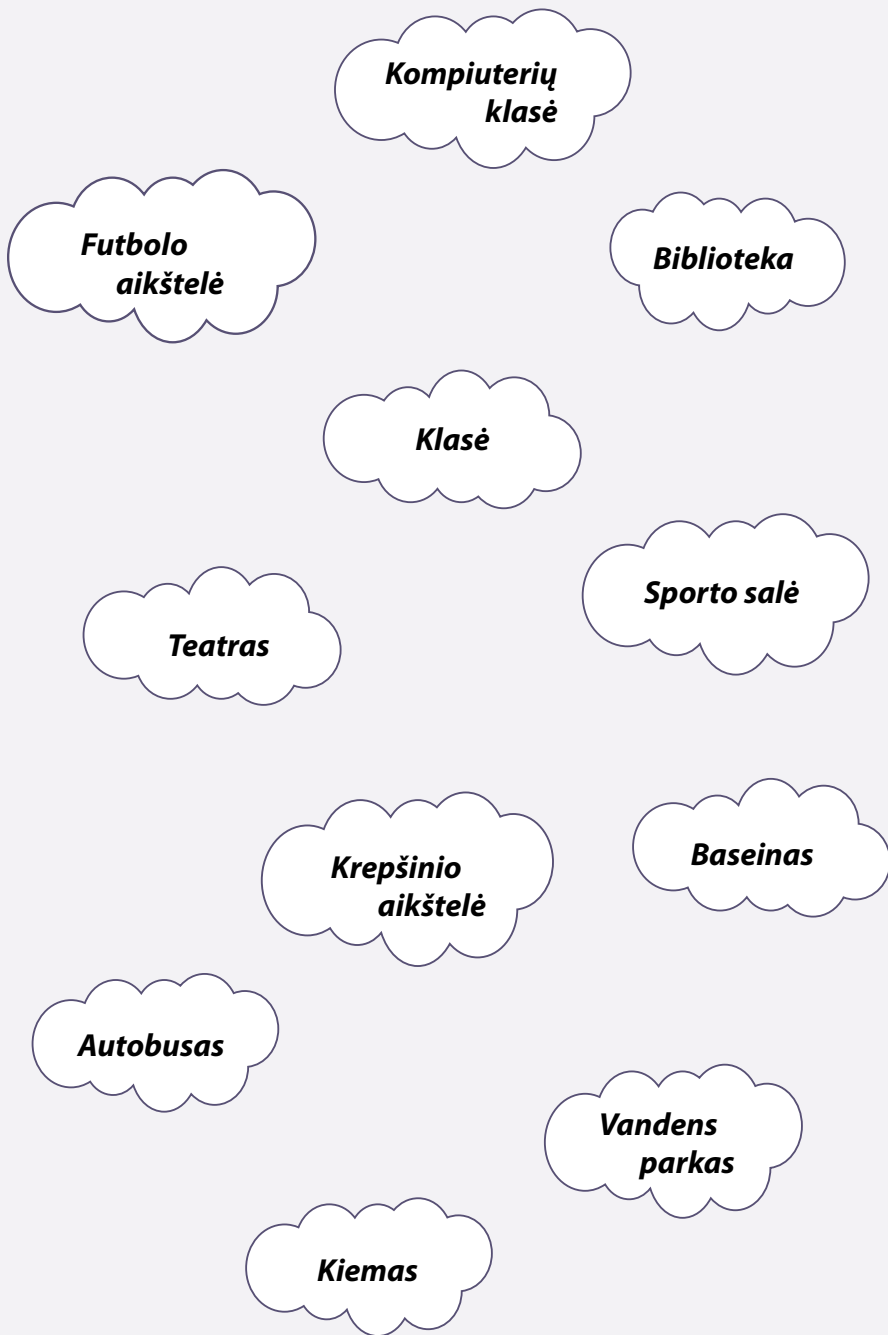 Kompiuterių
klasė
Futbolo
aikštelė
Biblioteka
Klasė
Sporto salė
Teatras
Krepšinio
aikštelė
Baseinas
Autobusas
Vandens
parkas
Kiemas